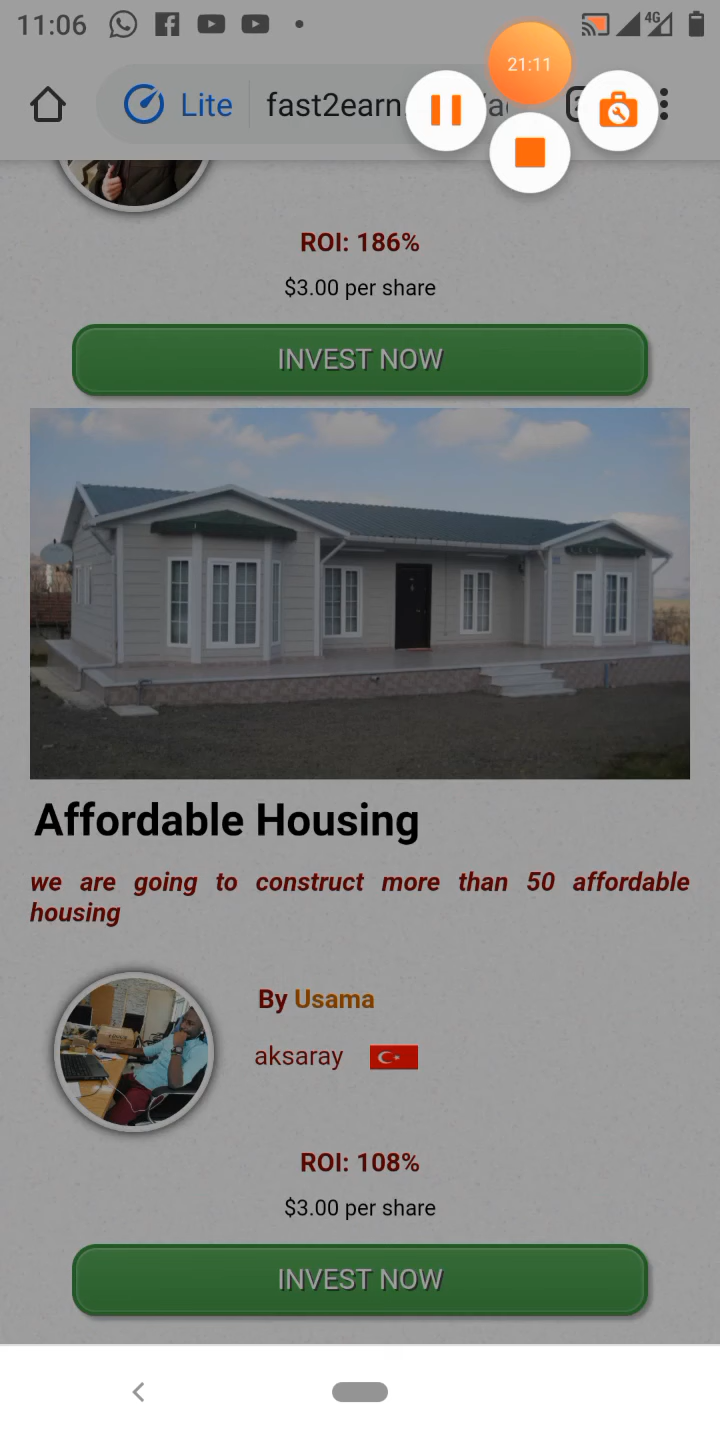 11:06
4G
21:11
Lite fast2earn.
ROI: 186%
$3.00 per share
INVEST NOW
Affordable Housing
we are going to construct more than 50 affordable
housing
By Usama
aksaray
ROI: 108%
$3.00 per share
INVEST NOW